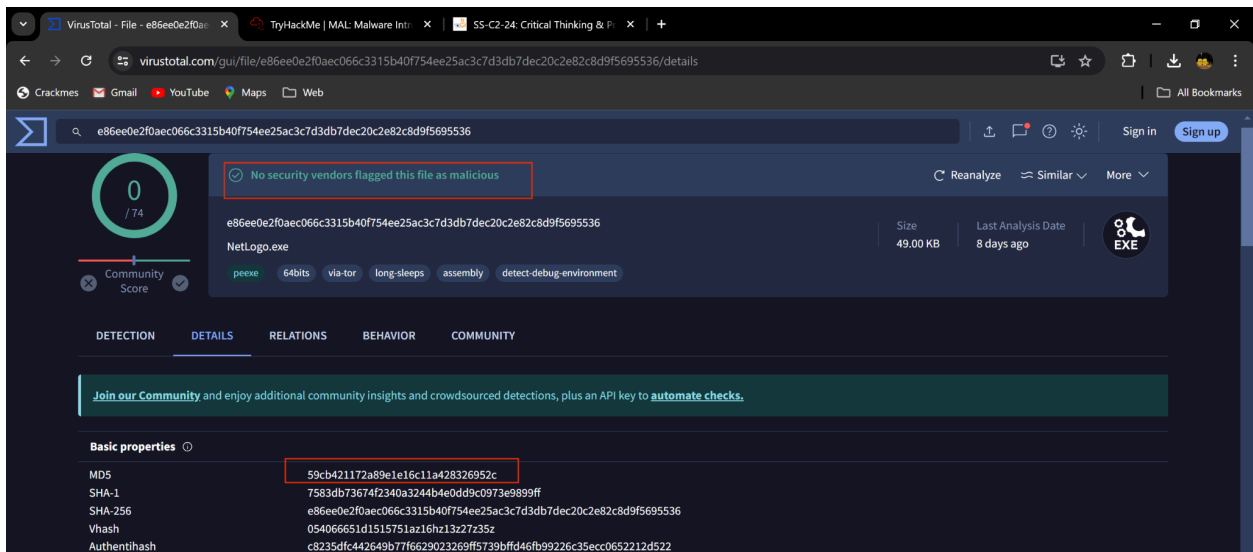 VirusTotal - File - e86ee0e2f0ae
TryHackMe | MAL: Malware Intr
SS-C2-24: Critical Thinking & Pr
virustotal.com/gui/file/e86ee0e2f0aec066c3315b40f754ee25ac3c7d3db7dec20c2e82c8d9f5695536/details
Crackmes Gmail YouTube Maps Web All Bookmarks
e86ee0e2f0aec066c3315b40f754ee25ac3c7d3db7dec20c2e82c8d9f5695536 Sign in Sign up
0
/ 74
Community
Score
No security vendors flagged this file as malicious Reanalyze Similar More
e86ee0e2f0aec066c3315b40f754ee25ac3c7d3db7dec20c2e82c8d9f5695536
NetLogo.exe
peexe 64bits via-tor long-sleeps assembly detect-debug-environment
Size
49.00 KB
Last Analysis Date
8 days ago
EXE
DETECTION DETAILS RELATIONS BEHAVIOR COMMUNITY
Join our Community and enjoy additional community insights and crowdsourced detections, plus an API key to automate checks.
Basic properties
MD5 59cb421172a89e1e16c11a428326952c
SHA-1 7583db73674f2340a3244b4e0dd9c0973e9899ff
SHA-256 e86ee0e2f0aec066c3315b40f754ee25ac3c7d3db7dec20c2e82c8d9f5695536
Vhash 054066651d1515751az16hz13z27z35z
Authentihash c8235dfc442649b77f6629023269ff5739bffd46fb99226c35ecc0652212d522